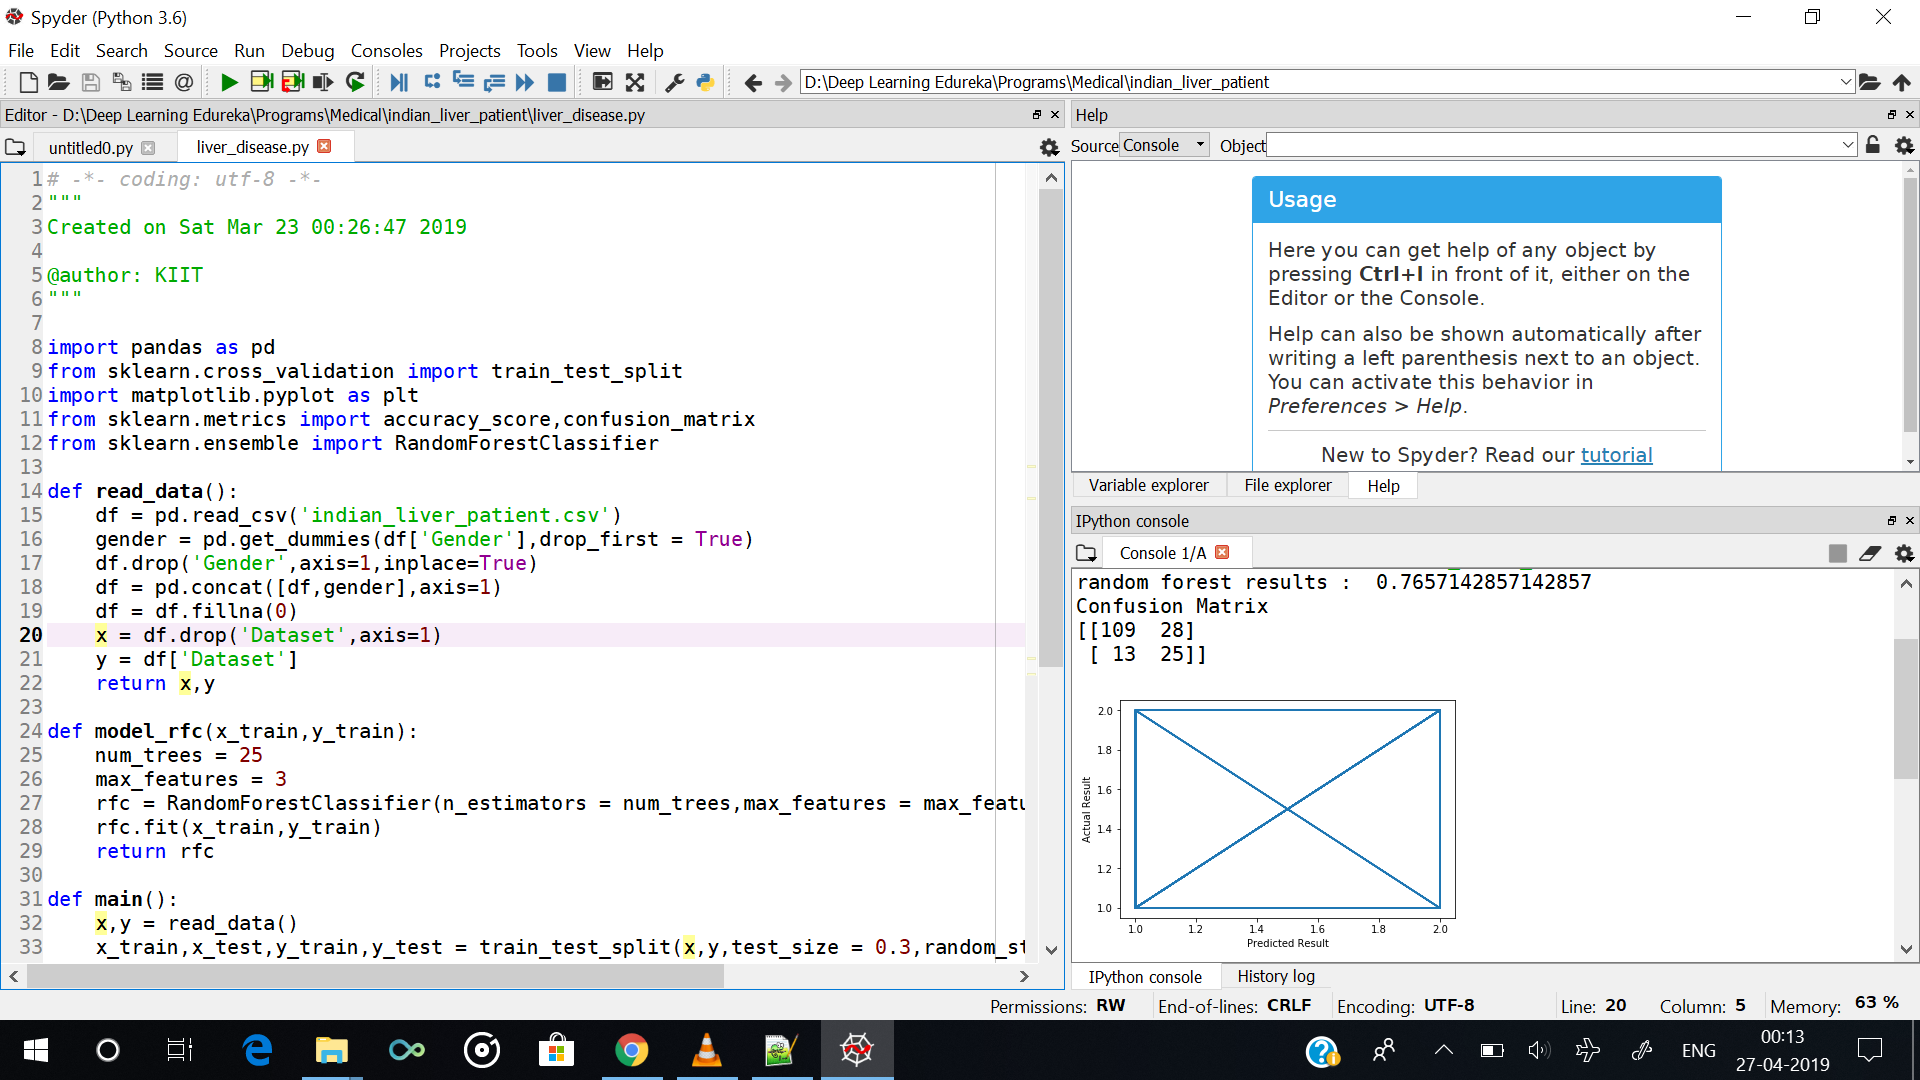 Spyder (Python 3.6)
File Edit Search Source Run Debug Consoles Projects Tools View Help
D:\Deep Learning Edureka\Programs\Medical\indian_liver_patient
Editor - D:\Deep Learning Edureka\Programs\Medical\indian_liver_patient\liver_disease.py
untitled0.py liver_disease.py
1 # -*- coding: utf-8 -*-
2 """
3 Created on Sat Mar 23 00:26:47 2019
4
5 @author: KIIT
6 """
7
8 import pandas as pd
9 from sklearn.cross_validation import train_test_split
10 import matplotlib.pyplot as plt
11 from sklearn.metrics import accuracy_score,confusion_matrix
12 from sklearn.ensemble import RandomForestClassifier
13
14 def read_data():
15     df = pd.read_csv('indian_liver_patient.csv')
16     gender = pd.get_dummies(df['Gender'],drop_first = True)
17     df.drop('Gender',axis=1,inplace=True)
18     df = pd.concat([df,gender],axis=1)
19     df = df.fillna(0)
20     x = df.drop('Dataset',axis=1)
21     y = df['Dataset']
22     return x,y
23
24 def model_rfc(x_train,y_train):
25     num_trees = 25
26     max_features = 3
27     rfc = RandomForestClassifier(n_estimators = num_trees,max_features = max_featu
28     rfc.fit(x_train,y_train)
29     return rfc
30
31 def main():
32     x,y = read_data()
33     x_train,x_test,y_train,y_test = train_test_split(x,y,test_size = 0.3,random_st
Help
Source Console Object
Usage
Here you can get help of any object by
pressing Ctrl+I in front of it, either on the
Editor or the Console.
Help can also be shown automatically after
writing a left parenthesis next to an object.
You can activate this behavior in
Preferences > Help.
New to Spyder? Read our tutorial
Variable explorer File explorer Help
IPython console
Console 1/A
random forest results :  0.7657142857142857
Confusion Matrix
[[109  28]
 [ 13  25]]
2.0
1.8
1.6
1.4
1.2
1.0
Actual Result
1.0 1.2 1.4 1.6 1.8 2.0
Predicted Result
IPython console History log
Permissions: RW End-of-lines: CRLF Encoding: UTF-8 Line: 20 Column: 5 Memory: 63 %
ENG
00:13
27-04-2019